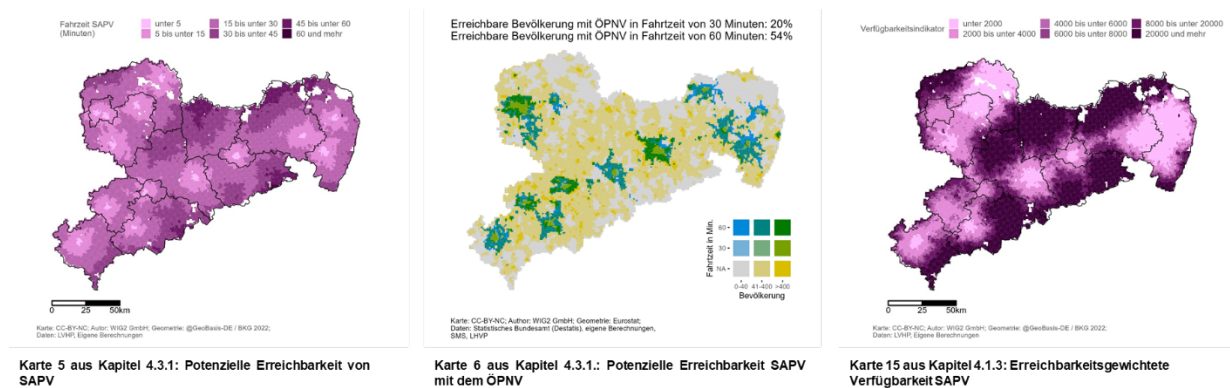 Fahrzeit SAPV
(Minuten)
unter 5
5 bis unter 15
15 bis unter 30
30 bis unter 45
45 bis unter 60
60 und mehr
0
25
50km
Karte: CC-BY-NC; Autor: WIG2 GmbH; Geometrie: @GeoBasis-DE / BKG 2022;
Daten: LVHP, Eigene Berechnungen
Karte 5 aus Kapitel 4.3.1: Potenzielle Erreichbarkeit von
SAPV
Erreichbare Bevölkerung mit ÖPNV in Fahrtzeit von 30 Minuten: 20%
Erreichbare Bevölkerung mit ÖPNV in Fahrtzeit von 60 Minuten: 54%
Fahrtzeit in Min.
60
30
NA
0-40
41-400
>400
Bevölkerung
Karte: CC-BY-NC; Author: WIG2 GmbH; Geometrie: Eurostat;
Daten: Statistisches Bundesamt (Destatis), eigene Berechnungen,
SMS, LHVP
Karte 6 aus Kapitel 4.3.1.: Potenzielle Erreichbarkeit SAPV
mit dem ÖPNV
Verfügbarkeitsindikator
unter 2000
2000 bis unter 4000
4000 bis unter 6000
6000 bis unter 8000
8000 bis unter 20000
20000 und mehr
0
25
50km
Karte: CC-BY-NC; Autor: WIG2 GmbH; Geometrie: @GeoBasis-DE / BKG 2022;
Daten: LVHP, Eigene Berechnungen
Karte 15 aus Kapitel 4.1.3: Erreichbarkeitsgewichtete
Verfügbarkeit SAPV